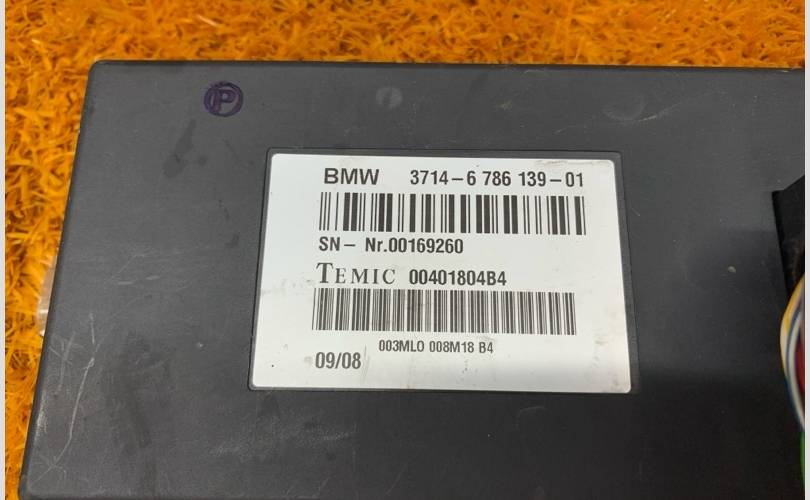 P
BMW 3714-6 786 139-01
SN- Nr.00169260
TEMIC 00401804B4
003ML0 008M18 B4
09/08